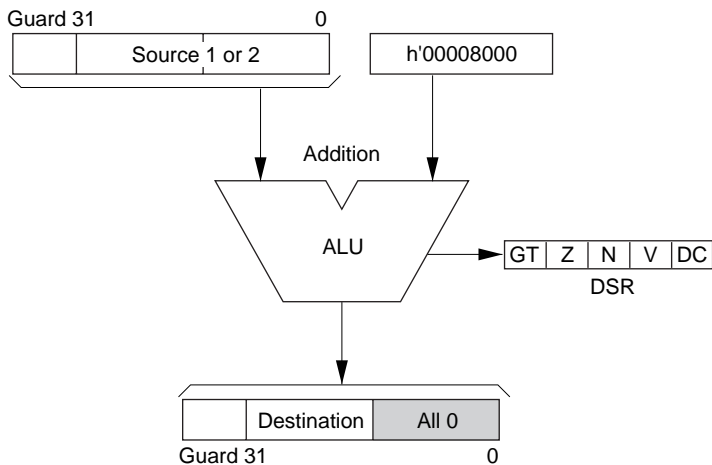 Guard 31 0
Source 1 or 2
h'00008000
Addition
ALU
GT Z N V DC
DSR
Destination All 0
Guard 31 0